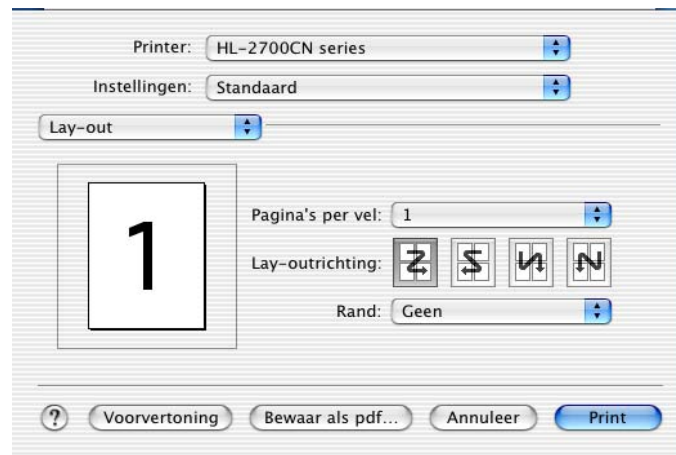 Printer: HL-2700CN series
Instellingen: Standaard
Lay-out
1
Pagina's per vel: 1
Lay-outrichting:
Rand: Geen
? Voorvertoning Bewaar als pdf... Annuleer Print